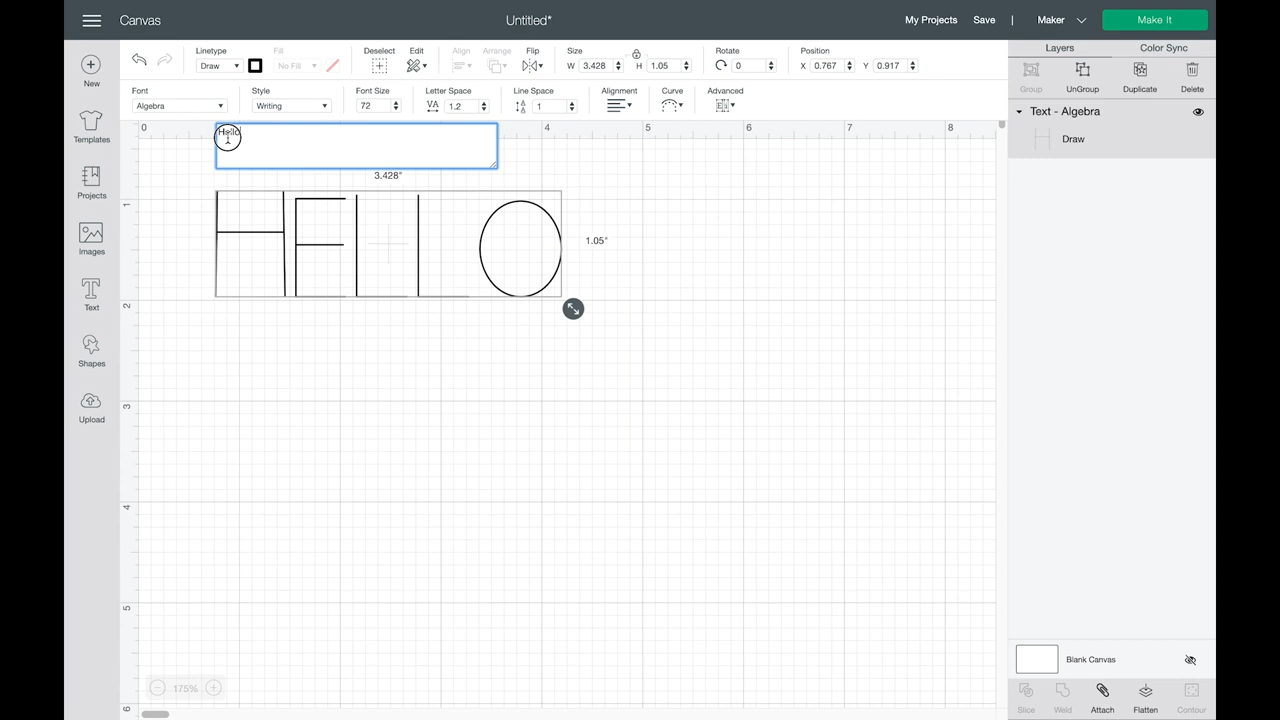 Canvas
Untitled*
My Projects Save | Maker Make It
Linetype Fill Deselect Edit Align Arrange Flip Size Rotate Position
Draw No Fill W 3.428 H 1.05 0 X 0.767 Y 0.917
Font Style Font Size Letter Space Line Space Alignment Curve Advanced
Algebra Writing 72 1.2 1
New
Templates
Projects
Images
Text
Shapes
Upload
0 4 5 6 7 8
1
2
3
4
5
6
Hello
3.428"
HELLO
1.05"
175%
Layers Color Sync
Group UnGroup Duplicate Delete
Text - Algebra
Draw
Blank Canvas
Slice Weld Attach Flatten Contour